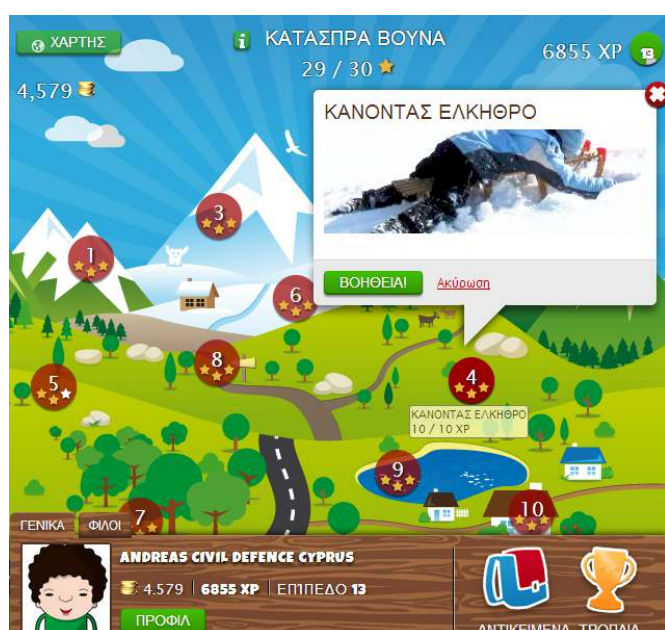 ΧΑΡΤΗΣ
ΚΑΤΑΣΠΡΑ ΒΟΥΝΑ
29 / 30
6855 XP
13
4,579
ΚΑΝΟΝΤΑΣ ΕΛΚΗΘΡΟ
ΒΟΗΘΕΙΑ!
Ακύρωση
1
3
6
8
5
4
ΚΑΝΟΝΤΑΣ ΕΛΚΗΘΡΟ
10 / 10 XP
9
7
10
ΓΕΝΙΚΑ
ΦΙΛΟΙ
ANDREAS CIVIL DEFENCE CYPRUS
4.579
6855 XP
ΕΠΙΠΕΔΟ 13
ΠΡΟΦΙΛ
ΑΝΤΙΚΕΙΜΕΝΑ
ΤΡΟΠΑΙΑ